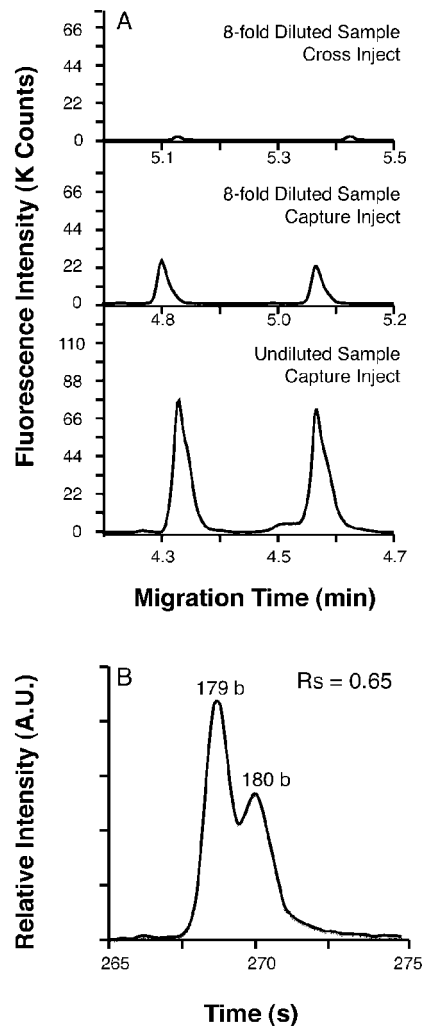 A
8-fold Diluted Sample
Cross Inject
66
44
22
0
5.1 5.3 5.5
8-fold Diluted Sample
Capture Inject
66
44
22
0
4.8 5.0 5.2
Undiluted Sample
Capture Inject
110
88
66
44
22
0
4.3 4.5 4.7
Fluorescence Intensity (K Counts)
Migration Time (min)
B
179 b
Rs = 0.65
180 b
Relative Intensity (A.U.)
265 270 275
Time (s)